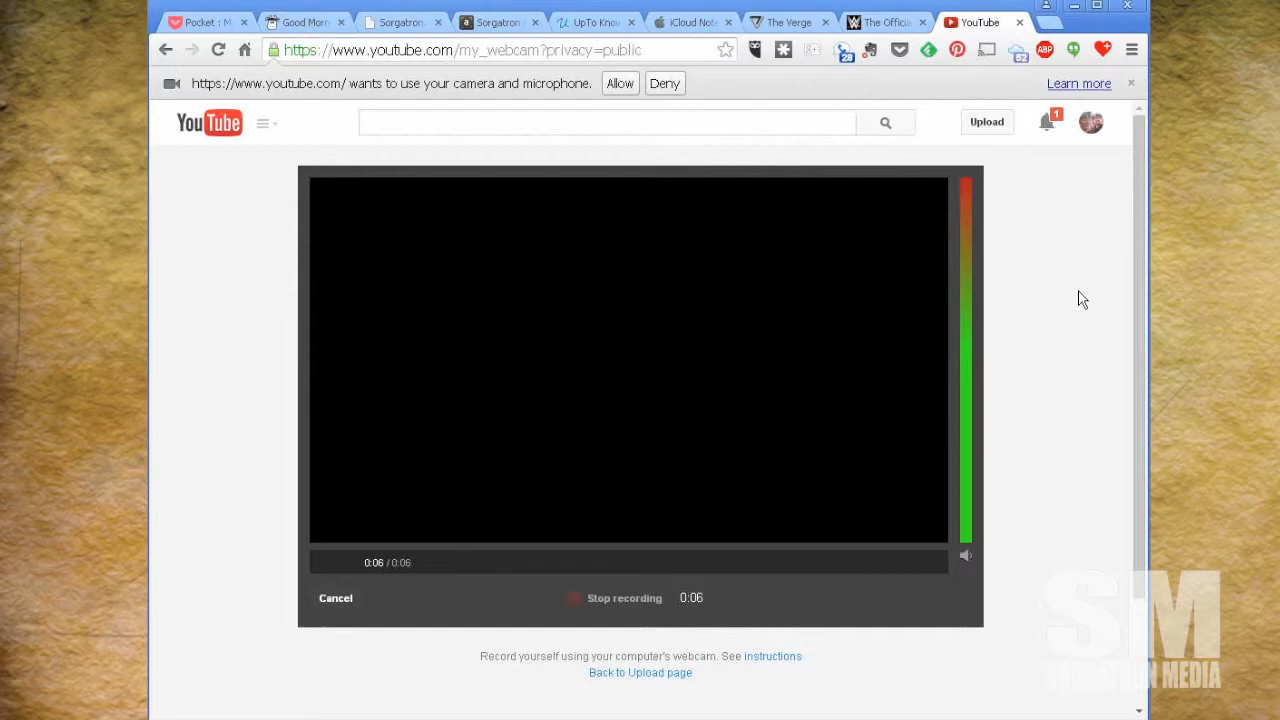 Pocket : M
Good Morn
Sorgatron.
Sorgatron
UpTo Know
iCloud Note
The Verge
The Officia
YouTube
https://www.youtube.com/my_webcam?privacy=public
28
52
ABP
https://www.youtube.com/ wants to use your camera and microphone.
Allow
Deny
Learn more
YouTube
Upload
1
0:06 / 0:06
Cancel
Stop recording
0:06
Record yourself using your computer's webcam. See instructions
Back to Upload page
SM
SORGATRON MEDIA